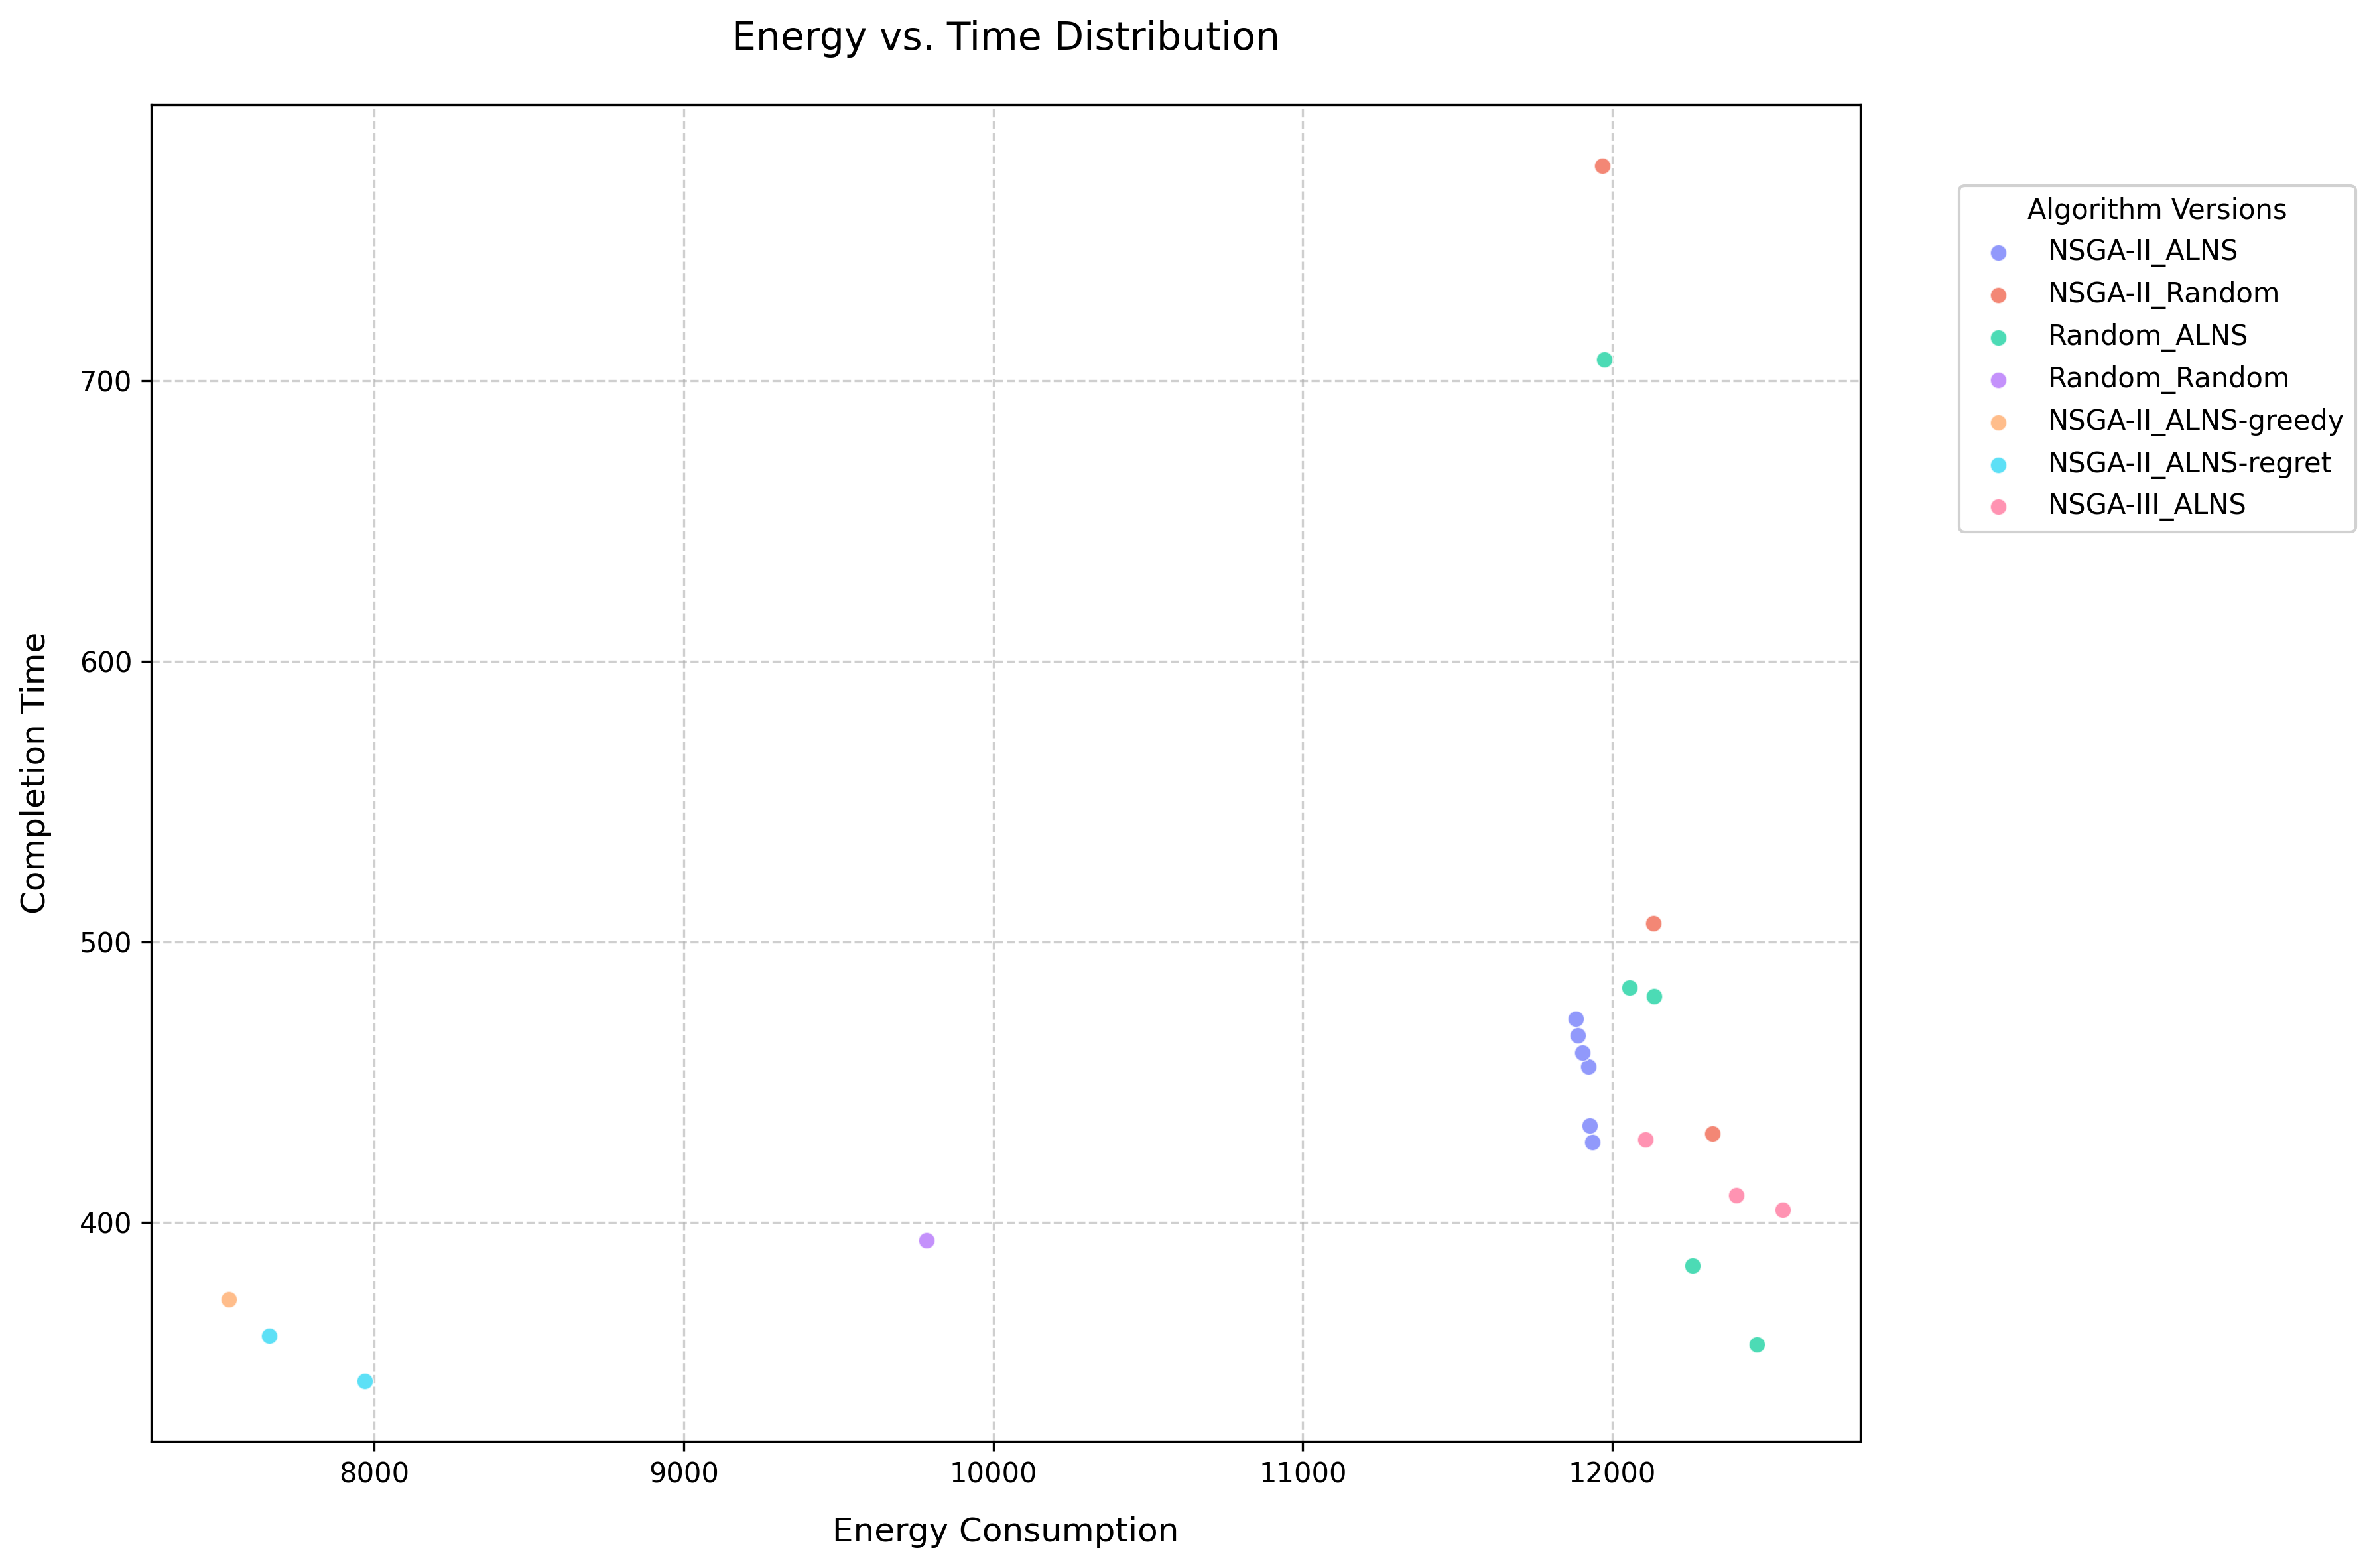 Energy vs. Time Distribution
Algorithm Versions
NSGA-II_ALNS
NSGA-II_Random
Random_ALNS
Random_Random
NSGA-II_ALNS-greedy
NSGA-II_ALNS-regret
NSGA-III_ALNS
Completion Time
700
600
500
400
8000 9000 10000 11000 12000
Energy Consumption